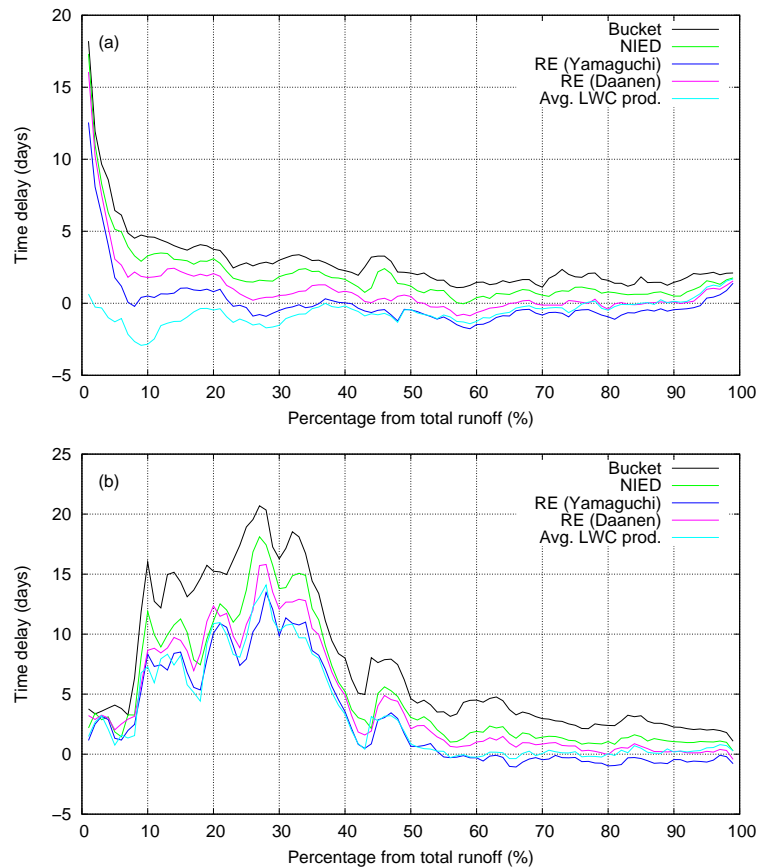 20
(a)
Bucket
NIED
RE (Yamaguchi)
RE (Daanen)
Avg. LWC prod.
15
10
5
0
−5
Time delay (days)
0 10 20 30 40 50 60 70 80 90 100
Percentage from total runoff (%)
25
(b)
Bucket
NIED
RE (Yamaguchi)
RE (Daanen)
Avg. LWC prod.
20
15
10
5
0
−5
Time delay (days)
0 10 20 30 40 50 60 70 80 90 100
Percentage from total runoff (%)